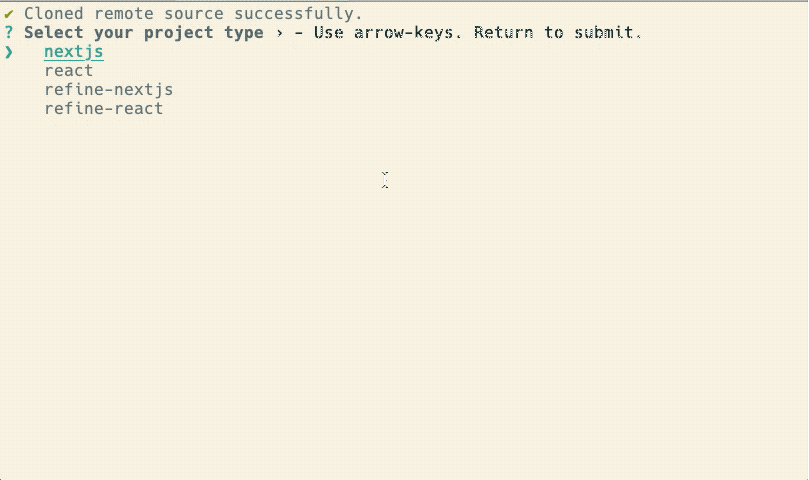 ✔ Cloned remote source successfully.
? Select your project type › - Use arrow-keys. Return to submit.
❯ nextjs
react
refine-nextjs
refine-react